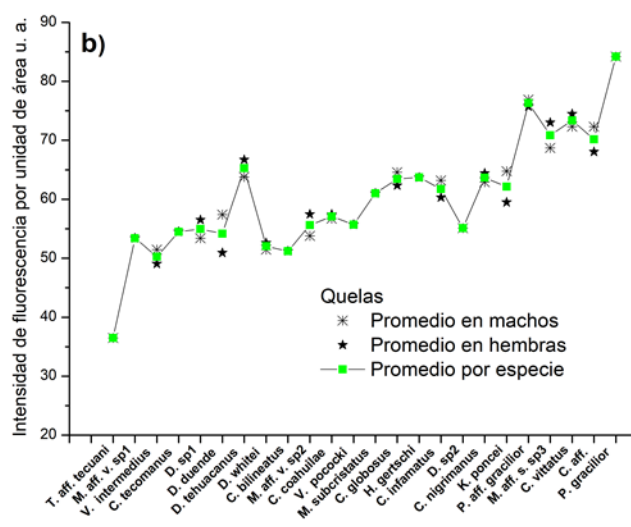 b)
Intensidad de fluorescencia por unidad de área u. a.
90
80
70
60
50
40
30
20
Quelas
Promedio en machos
Promedio en hembras
Promedio por especie
T. aff. tecuani
M. aff. v. sp1
V. intermedius
C. tecomanus
D. sp1
D. duende
D. tehuacanus
D. whitei
C. bilineatus
M. aff. v. sp2
C. coahuilae
V. pococki
M. subcristatus
C. globosus
H. gertschi
C. infamatus
D. sp2
C. nigrimanus
K. poncei
P. aff. gracilior
M. aff. s. sp3
C. vittatus
C. aff.
P. gracilior